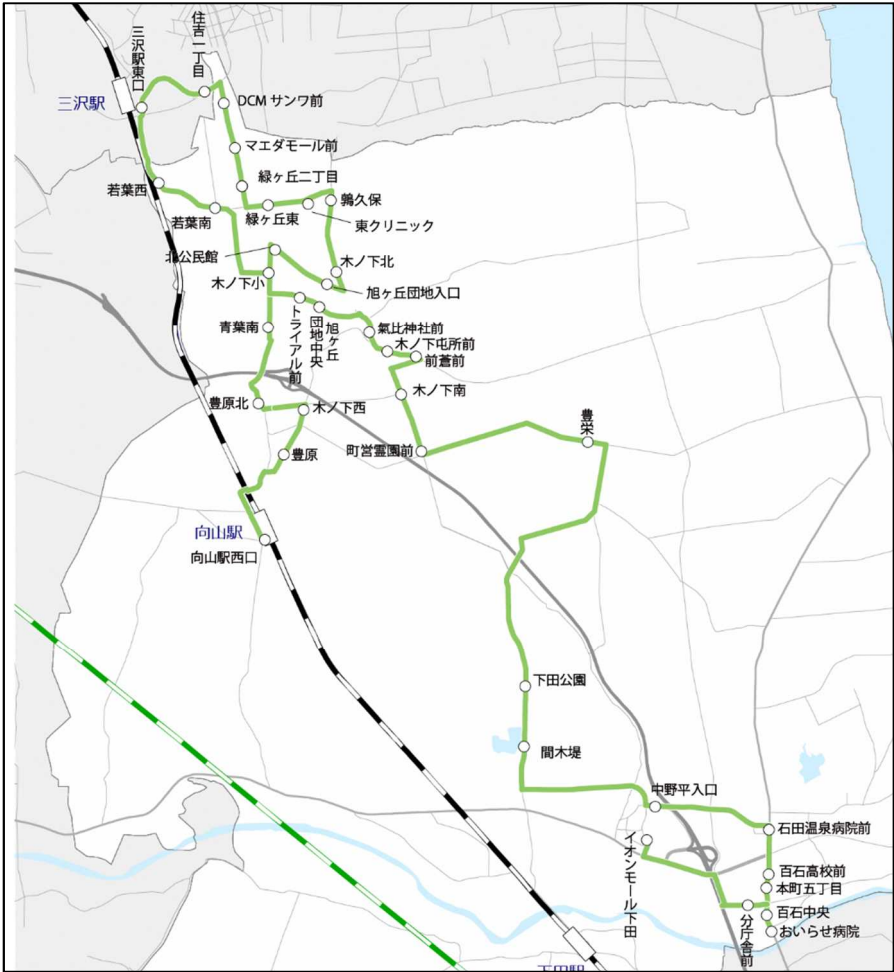 住吉二丁目
三沢駅東口
三沢駅
DCM サンワ前
マエダモール前
緑ヶ丘二丁目
若葉西
鶉久保
若葉南
緑ヶ丘東
東クリニック
北公民館
木ノ下北
木ノ下小
旭ヶ丘団地入口
青葉南
トライアル前
旭ヶ丘
団地中央
氣比神社前
木ノ下屯所前
前蒼前
木ノ下南
豊原北
木ノ下西
豊栄
豊原
町営霊園前
向山駅
向山駅西口
下田公園
間木堤
中野平入口
イオンモール下田
石田温泉病院前
百石高校前
本町五丁目
百石中央
分庁舎前
おいらせ病院